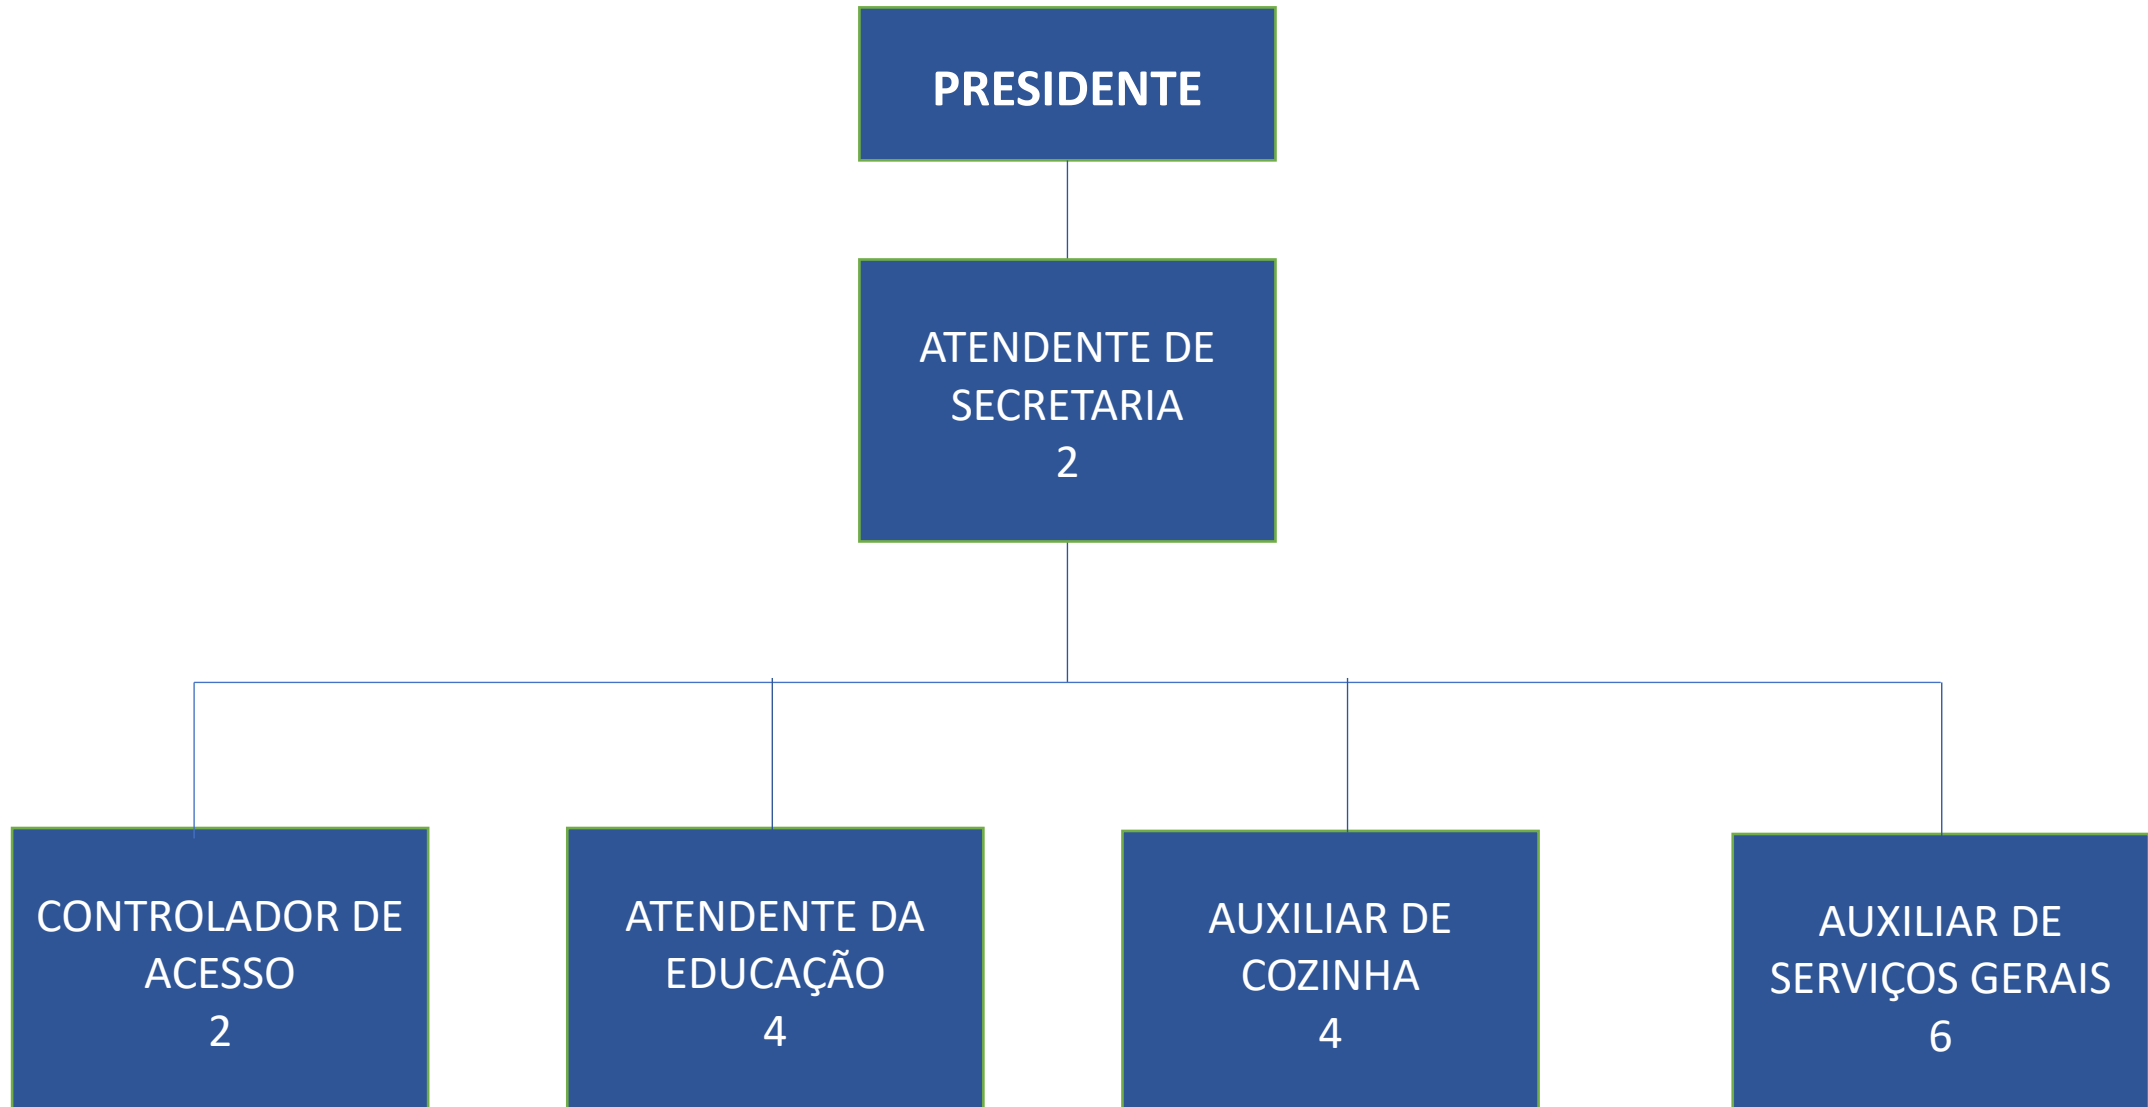 PRESIDENTE
ATENDENTE DE
SECRETARIA
2
CONTROLADOR DE
ACESSO
2
ATENDENTE DA
EDUCAÇÃO
4
AUXILIAR DE
COZINHA
4
AUXILIAR DE
SERVIÇOS GERAIS
6